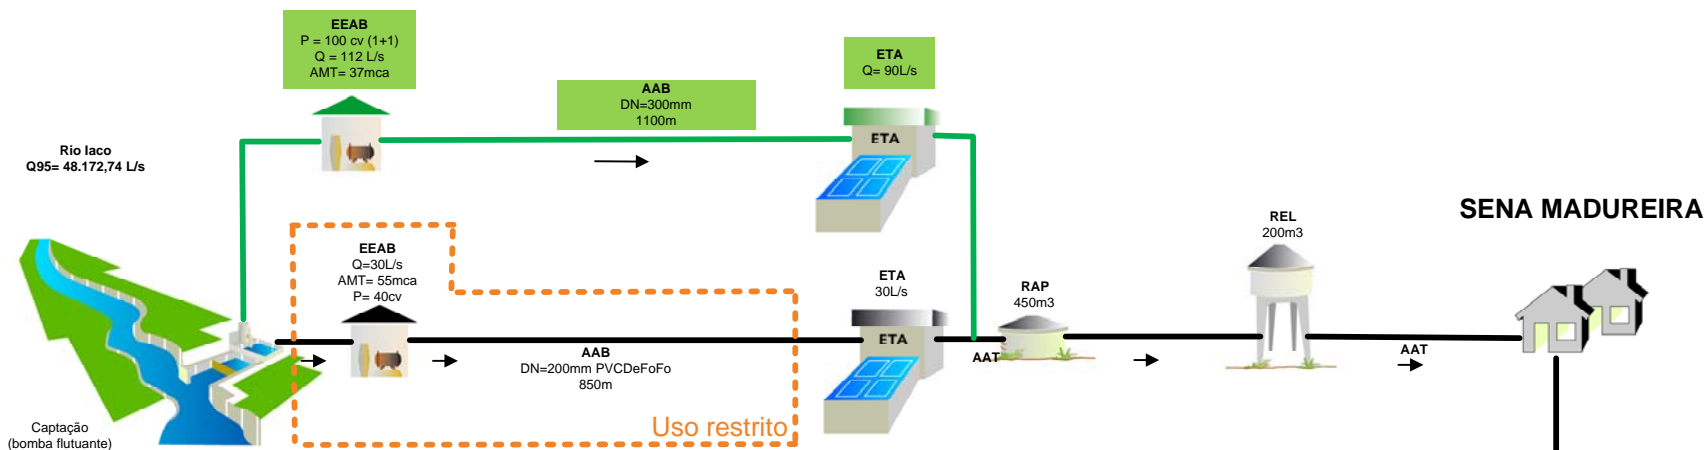 EEAB
P = 100 cv (1+1)
Q = 112 L/s
AMT= 37mca
ETA
Q= 90L/s
AAB
DN=300mm
1100m
ETA
Rio Iaco
Q95= 48.172,74 L/s
SENA MADUREIRA
REL
200m3
EEAB
Q=30L/s
AMT= 55mca
P= 40cv
ETA
30L/s
RAP
450m3
ETA
AAB
DN=200mm PVCDeFoFo
850m
AAT
AAT
Uso restrito
Captação
(bomba flutuante)